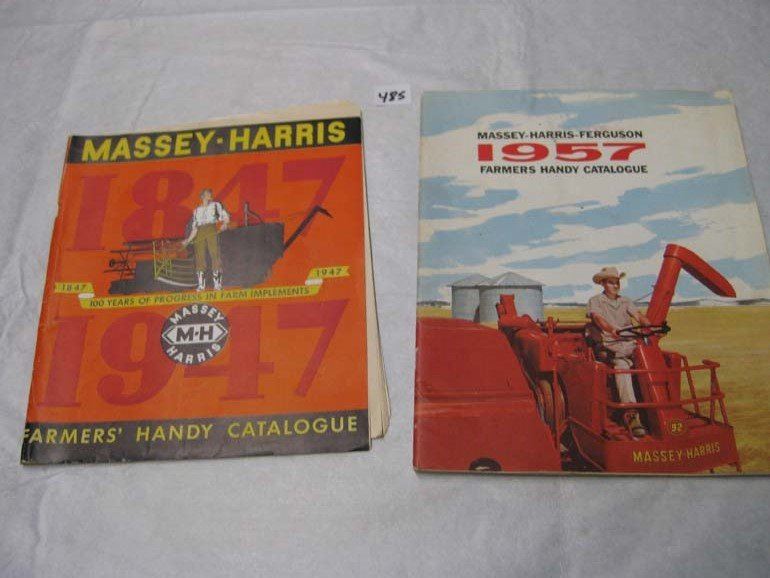 MASSEY-HARRIS
1847
1847
1947
100 YEARS OF PROGRESS IN FARM IMPLEMENTS
MASSEY
M-H
HARRIS
1947
FARMERS' HANDY CATALOGUE
485
MASSEY-HARRIS-FERGUSON
1957
FARMERS HANDY CATALOGUE
92
MASSEY-HARRIS